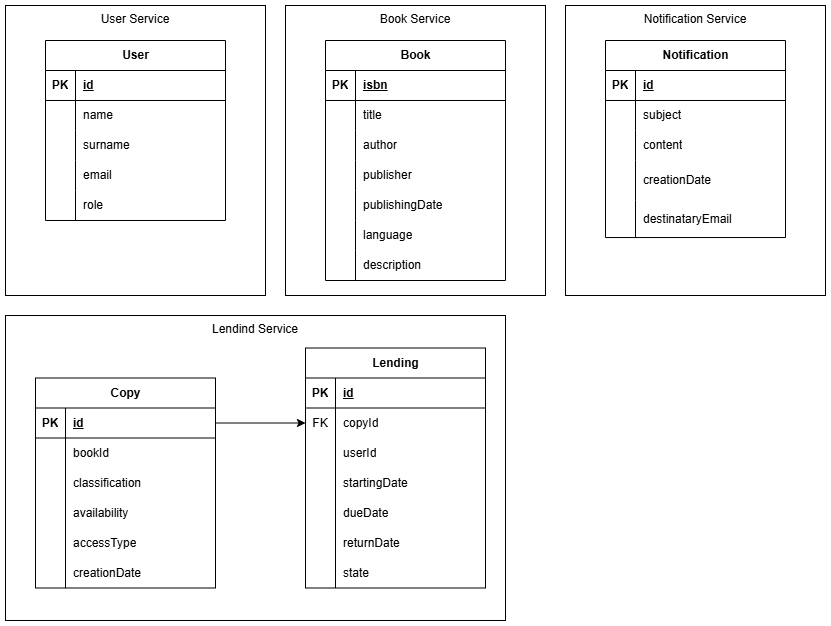 User Service
User
PK id
name
surname
email
role
Book Service
Book
PK isbn
title
author
publisher
publishingDate
language
description
Notification Service
Notification
PK id
subject
content
creationDate
destinataryEmail
Lendind Service
Copy
PK id
bookId
classification
availability
accessType
creationDate
Lending
PK id
FK copyId
userId
startingDate
dueDate
returnDate
state